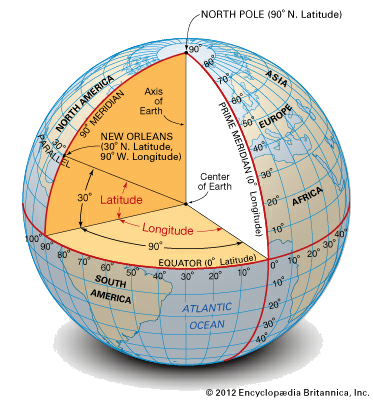 NORTH POLE (90° N. Latitude)
90°
80°
70°
60°
50°
40°
30°
20°
10°
ASIA
EUROPE
AFRICA
NORTH AMERICA
90° MERIDIAN
Axis
of
Earth
PRIME MERIDIAN (0° Longitude)
30°
PARALLEL
NEW ORLEANS
(30° N. Latitude,
90° W. Longitude)
Center
of Earth
30°
Latitude
Longitude
90°
EQUATOR (0° Latitude)
100° 90° 80° 70° 60° 50° 40° 30° 20° 10° 0° 10° 20° 30° 40°
SOUTH
AMERICA
ATLANTIC
OCEAN
10°
20°
30°
40°
© 2012 Encyclopædia Britannica, Inc.